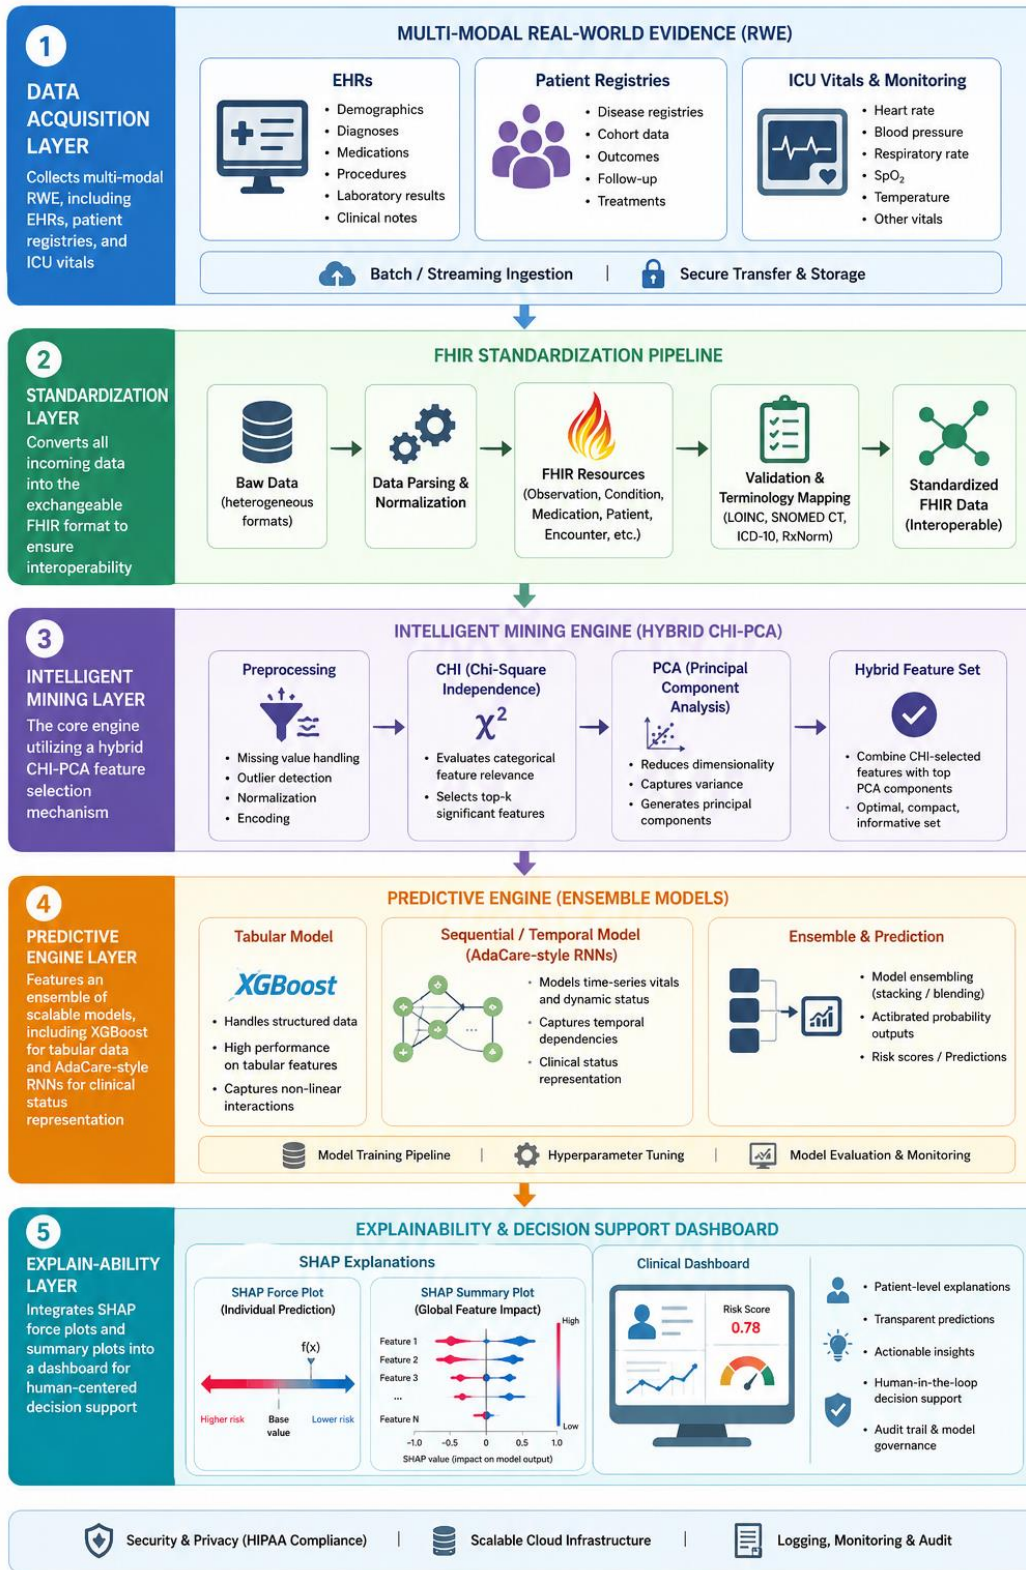 1
DATA
ACQUISITION
LAYER
Collects multi-modal
RWE, including
EHRs, patient
registries, and
ICU vitals
MULTI-MODAL REAL-WORLD EVIDENCE (RWE)
EHRs
• Demographics
• Diagnoses
• Medications
• Procedures
• Laboratory results
• Clinical notes
Patient Registries
• Disease registries
• Cohort data
• Outcomes
• Follow-up
• Treatments
ICU Vitals & Monitoring
• Heart rate
• Blood pressure
• Respiratory rate
• SpO₂
• Temperature
• Other vitals
Batch / Streaming Ingestion | Secure Transfer & Storage
2
STANDARDIZATION
LAYER
Converts all
incoming data
into the
exchangeable
FHIR format to
ensure
interoperability
FHIR STANDARDIZATION PIPELINE
Baw Data
(heterogeneous
formats)
Data Parsing &
Normalization
FHIR Resources
(Observation, Condition,
Medication, Patient,
Encounter, etc.)
Validation &
Terminology Mapping
(LOINC, SNOMED CT,
ICD-10, RxNorm)
Standardized
FHIR Data
(Interoperable)
3
INTELLIGENT
MINING LAYER
The core engine
utilizing a hybrid
CHI-PCA feature
selection
mechanism
INTELLIGENT MINING ENGINE (HYBRID CHI-PCA)
Preprocessing
• Missing value handling
• Outlier detection
• Normalization
• Encoding
CHI (Chi-Square
Independence)
χ²
• Evaluates categorical
feature relevance
• Selects top-k
significant features
PCA (Principal
Component
Analysis)
• Reduces dimensionality
• Captures variance
• Generates principal
components
Hybrid Feature Set
• Combine CHI-selected
features with top
PCA components
• Optimal, compact,
informative set
4
PREDICTIVE
ENGINE LAYER
Features an
ensemble of
scalable models,
including XGBoost
for tabular data
and AdaCare-style
RNNs for clinical
status
representation
PREDICTIVE ENGINE (ENSEMBLE MODELS)
Tabular Model
XGBoost
• Handles structured data
• High performance
on tabular features
• Captures non-linear
interactions
Sequential / Temporal Model
(AdaCare-style RNNs)
...
• Models time-series vitals
and dynamic status
• Captures temporal
dependencies
• Clinical status
representation
Ensemble & Prediction
• Model ensembling
(stacking / blending)
• Actibrated probability
outputs
• Risk scores / Predictions
Model Training Pipeline | Hyperparameter Tuning | Model Evaluation & Monitoring
5
EXPLAIN-ABILITY
LAYER
Integrates SHAP
force plots and
summary plots into
a dashboard for
human-centered
decision support
EXPLAINABILITY & DECISION SUPPORT DASHBOARD
SHAP Explanations
SHAP Force Plot
(Individual Prediction)
f(x)
Higher risk
Base
value
Lower risk
SHAP Summary Plot
(Global Feature Impact)
High
Feature 1
Feature 2
Feature 3
...
Feature N
Low
-1.0 -0.5 0 0.5 1.0
SHAP value (impact on model output)
Clinical Dashboard
Risk Score
0.78
• Patient-level explanations
• Transparent predictions
• Actionable insights
• Human-in-the-loop
decision support
• Audit trail & model
governance
Security & Privacy (HIPAA Compliance) | Scalable Cloud Infrastructure | Logging, Monitoring & Audit